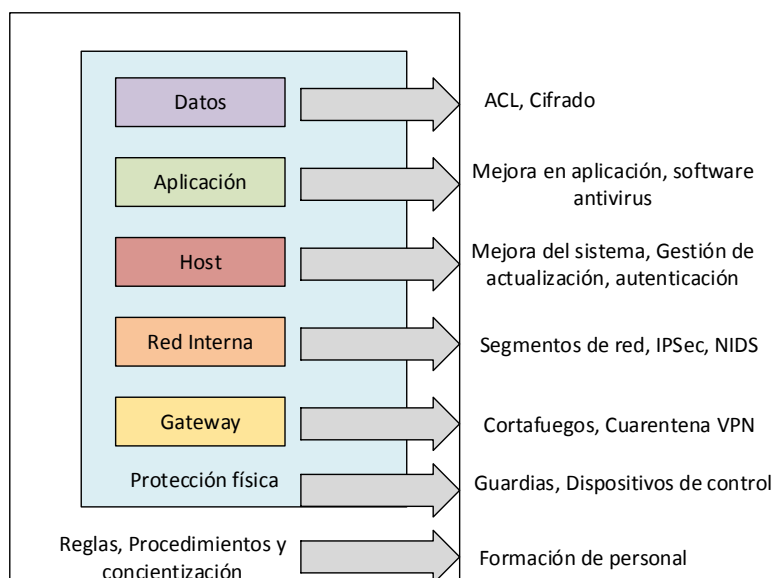 Datos
ACL, Cifrado
Aplicación
Mejora en aplicación, software
antivirus
Host
Mejora del sistema, Gestión de
actualización, autenticación
Red Interna
Segmentos de red, IPSec, NIDS
Gateway
Cortafuegos, Cuarentena VPN
Protección física
Guardias, Dispositivos de control
Reglas, Procedimientos y
concientización
Formación de personal